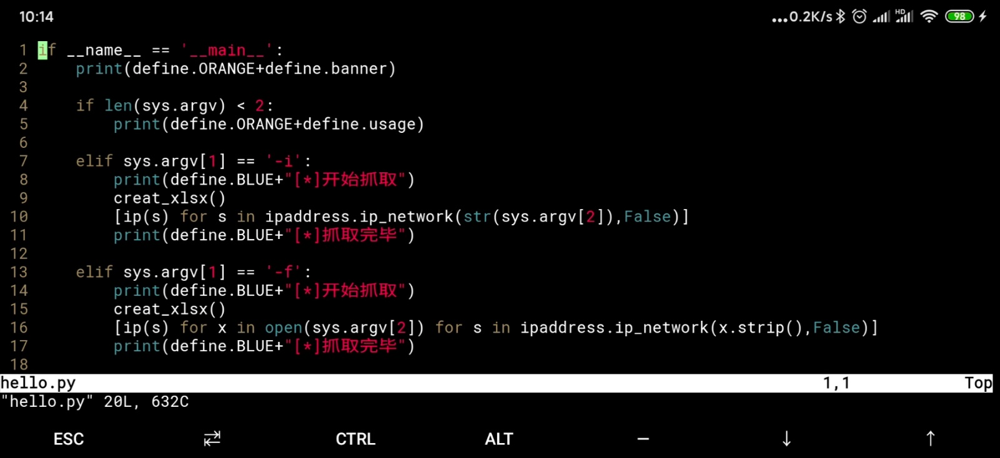 10:14 ...0.2K/s HD 98
1 if __name__ == '__main__':
2     print(define.ORANGE+define.banner)
3
4     if len(sys.argv) < 2:
5         print(define.ORANGE+define.usage)
6
7     elif sys.argv[1] == '-i':
8         print(define.BLUE+"[*]开始抓取")
9         creat_xlsx()
10         [ip(s) for s in ipaddress.ip_network(str(sys.argv[2]),False)]
11         print(define.BLUE+"[*]抓取完毕")
12
13     elif sys.argv[1] == '-f':
14         print(define.BLUE+"[*]开始抓取")
15         creat_xlsx()
16         [ip(s) for x in open(sys.argv[2]) for s in ipaddress.ip_network(x.strip(),False)]
17         print(define.BLUE+"[*]抓取完毕")
18
hello.py 1,1 Top
"hello.py" 20L, 632C
ESC ⇄ CTRL ALT — ↓ ↑